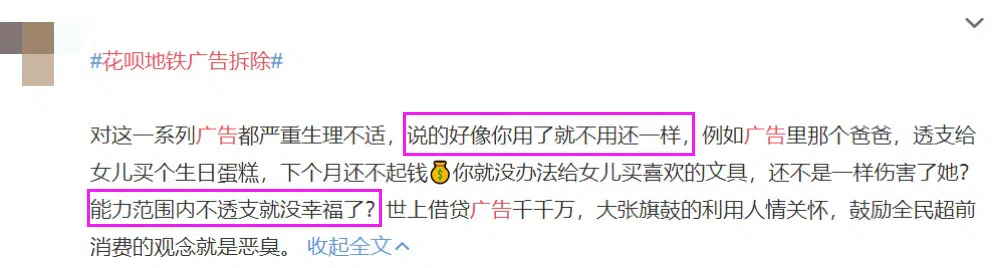 #花呗地铁广告拆除#
对这一系列广告都严重生理不适，说的好像你用了就不用还一样，例如广告里那个爸爸，透支给
女儿买个生日蛋糕，下个月还不起钱💰你就没办法给女儿买喜欢的文具，还不是一样伤害了她？
能力范围内不透支就没幸福了？世上借贷广告千千万，大张旗鼓的利用人情关怀，鼓励全民超前
消费的观念就是恶臭。 收起全文